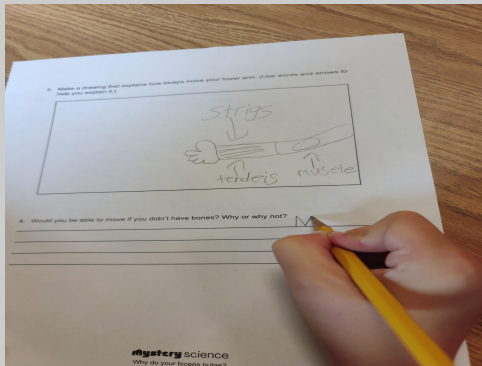 3. Make a drawing that explains how biceps move your lower arm. (Use words and arrows to
help you explain it.)
strigs
tendeis
muscle
4. Would you be able to move if you didn't have bones? Why or why not? N
mystery science
Why do your biceps bulge?